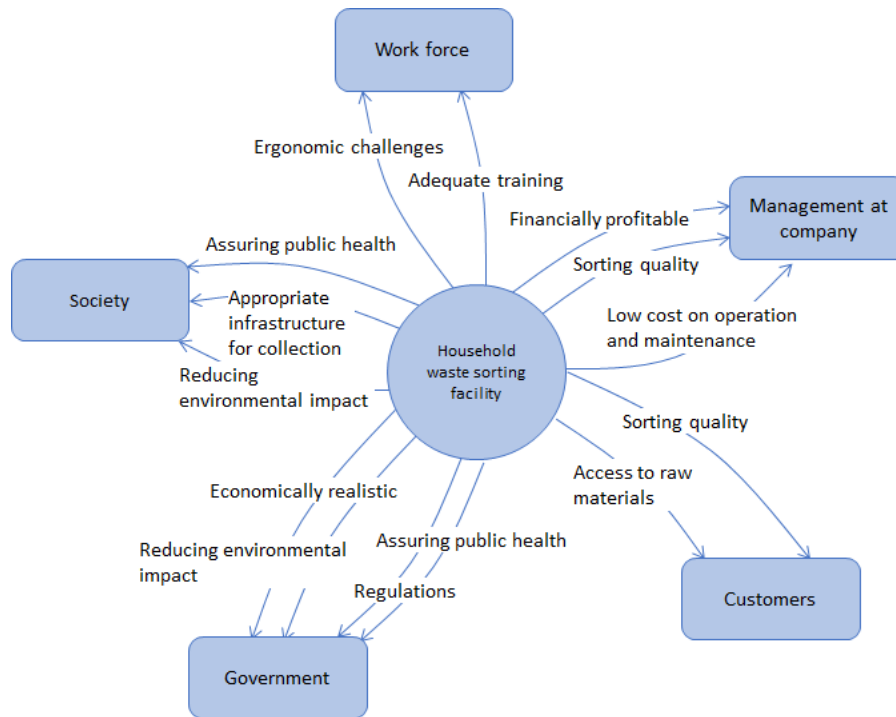 Work force
Ergonomic challenges
Adequate training
Management at
company
Financially profitable
Sorting quality
Assuring public health
Society
Appropriate
infrastructure
for collection
Low cost on operation
and maintenance
Household
waste sorting
facility
Reducing
environmental impact
Sorting quality
Access to raw
materials
Economically realistic
Reducing environmental
impact
Assuring public health
Regulations
Customers
Government